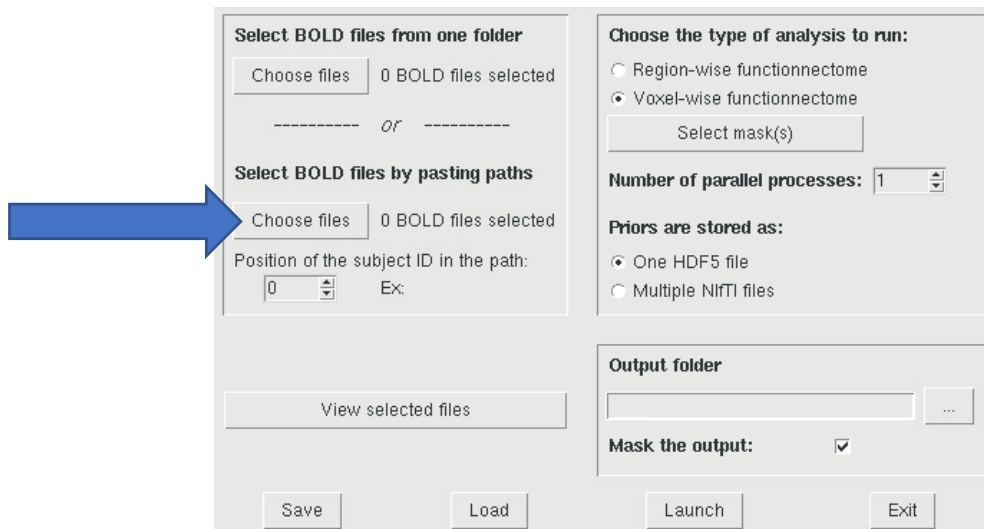 Select BOLD files from one folder
Choose files 0 BOLD files selected
---------- or ----------
Select BOLD files by pasting paths
Choose files 0 BOLD files selected
Position of the subject ID in the path:
0 Ex:
View selected files
Choose the type of analysis to run:
Region-wise functionnectome
Voxel-wise functionnectome
Select mask(s)
Number of parallel processes: 1
Priors are stored as:
One HDF5 file
Multiple NIfTI files
Output folder
...
Mask the output:
Save Load Launch Exit